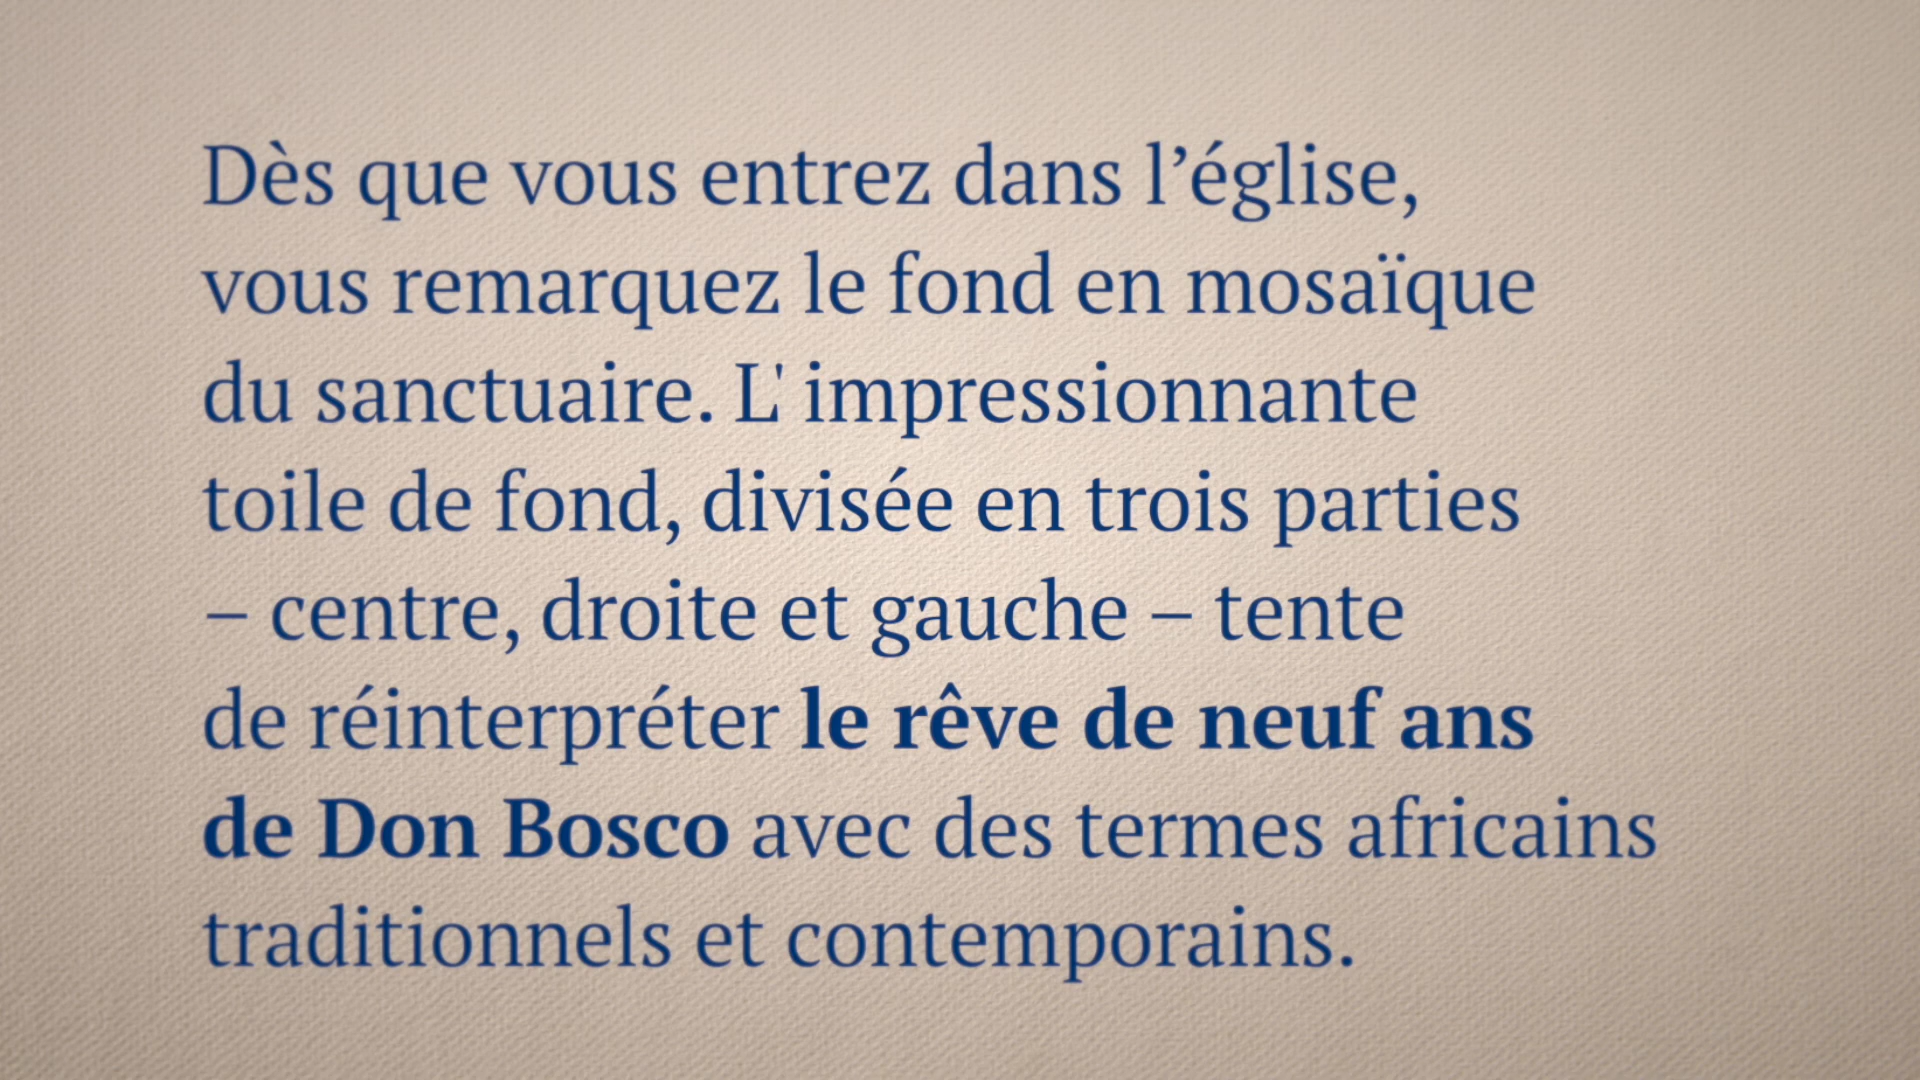 Dès que vous entrez dans l’église,
vous remarquez le fond en mosaïque
du sanctuaire. L' impressionnante
toile de fond, divisée en trois parties
– centre, droite et gauche – tente
de réinterpréter le rêve de neuf ans
de Don Bosco avec des termes africains
traditionnels et contemporains.